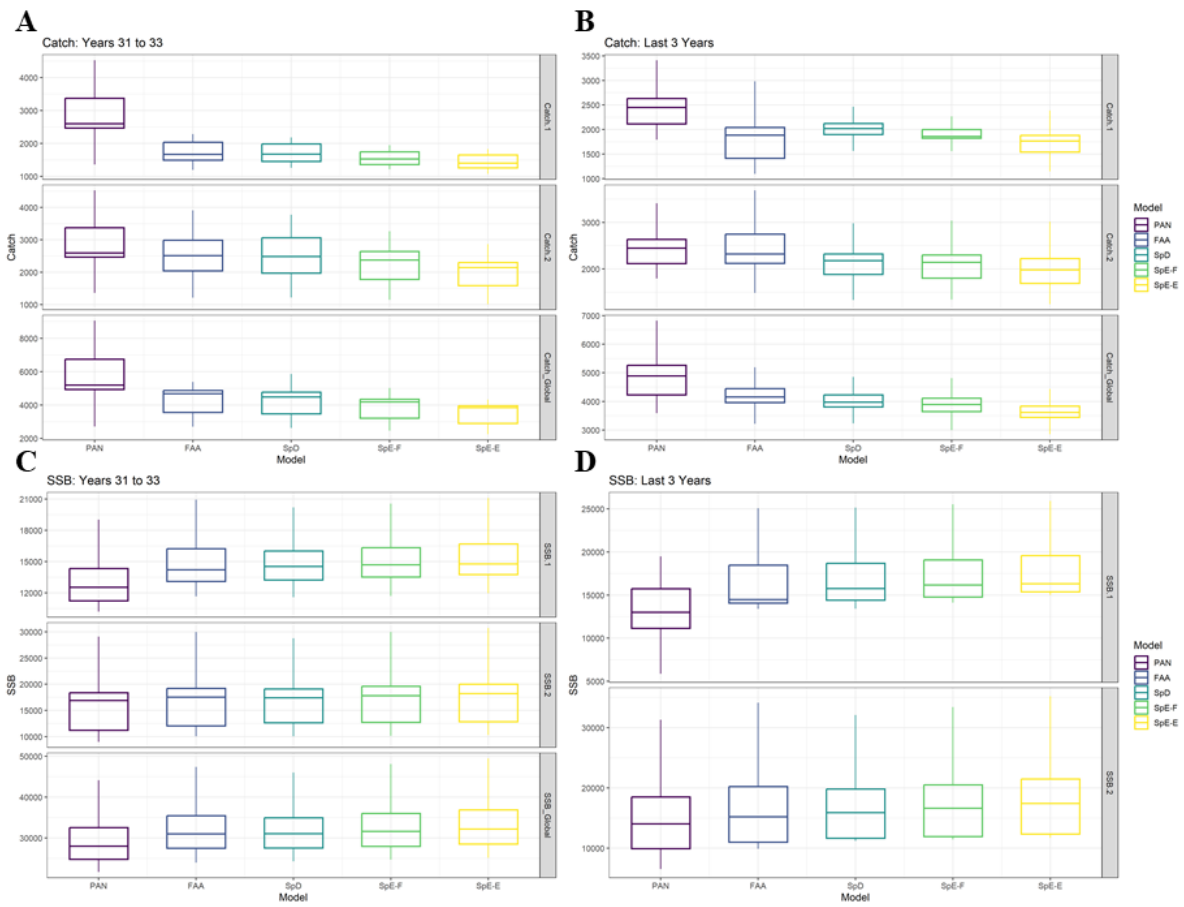 A
Catch: Years 31 to 33
4000
3000
2000
1000
Catch.1
4000
3000
2000
1000
Catch.2
8000
6000
4000
2000
Catch_Global
Catch
PAN
FAA
SpD
SpE-F
SpE-E
Model
B
Catch: Last 3 Years
3500
3000
2500
2000
1500
1000
Catch.1
3000
2000
Catch.2
7000
6000
5000
4000
3000
Catch_Global
Catch
PAN
FAA
SpD
SpE-F
SpE-E
Model
Model
PAN
FAA
SpD
SpE-F
SpE-E
C
SSB: Years 31 to 33
21000
18000
15000
12000
SSB.1
30000
25000
20000
15000
10000
SSB.2
50000
40000
30000
SSB_Global
SSB
PAN
FAA
SpD
SpE-F
SpE-E
Model
D
SSB: Last 3 Years
25000
20000
15000
10000
5000
SSB.1
30000
20000
10000
SSB.2
SSB
PAN
FAA
SpD
SpE-F
SpE-E
Model
Model
PAN
FAA
SpD
SpE-F
SpE-E